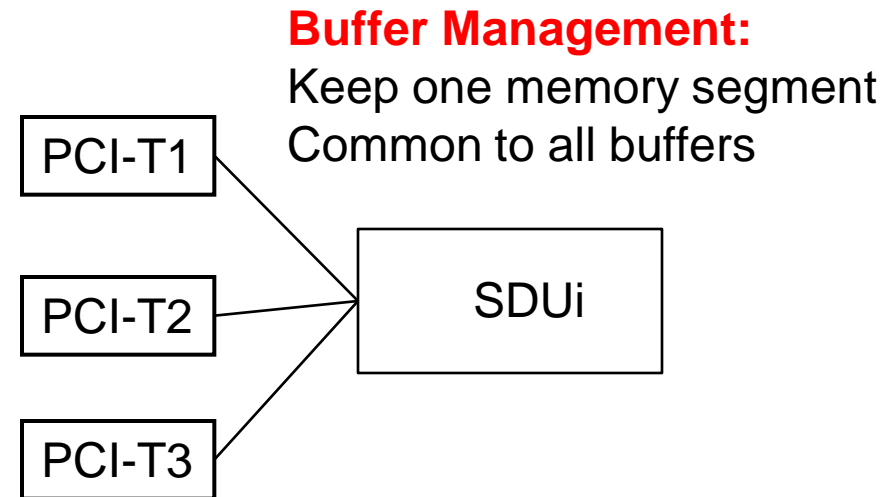 Buffer Management:
Keep one memory segment
Common to all buffers
PCI-T1
PCI-T2
SDUi
PCI-T3